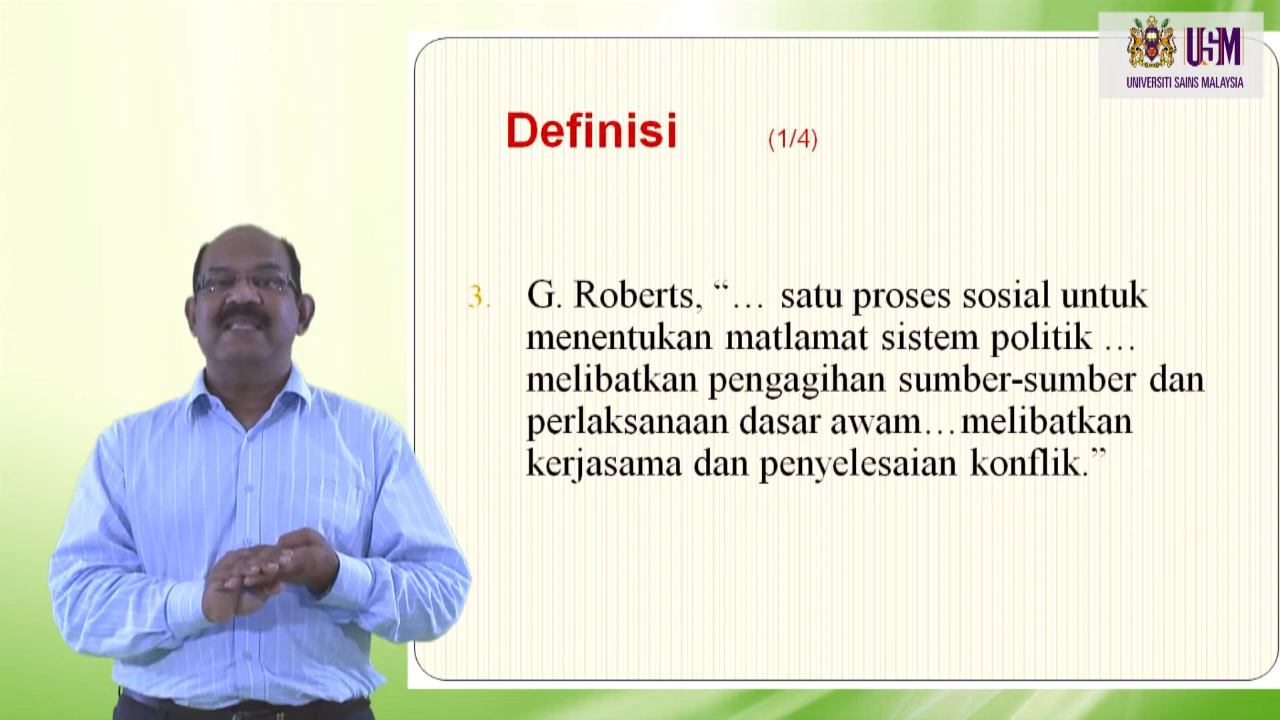 USM
UNIVERSITI SAINS MALAYSIA
Definisi (1/4)
3. G. Roberts, “… satu proses sosial untuk
menentukan matlamat sistem politik …
melibatkan pengagihan sumber-sumber dan
perlaksanaan dasar awam…melibatkan
kerjasama dan penyelesaian konflik.”